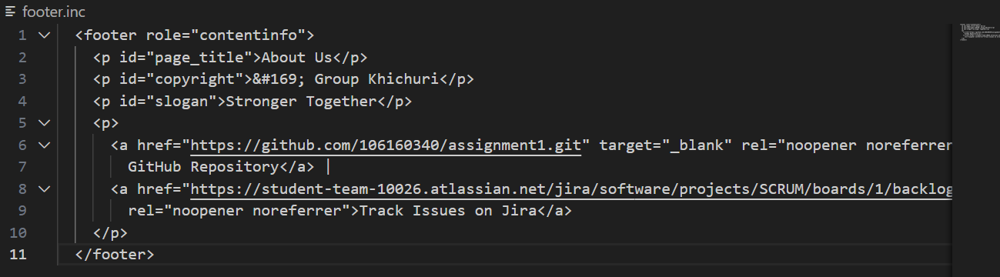 footer.inc
1 <footer role="contentinfo">
2 <p id="page_title">About Us</p>
3 <p id="copyright">&#169; Group Khichuri</p>
4 <p id="slogan">Stronger Together</p>
5 <p>
6 <a href="https://github.com/106160340/assignment1.git" target="_blank" rel="noopener noreferrer
7 GitHub Repository</a> |
8 <a href="https://student-team-10026.atlassian.net/jira/software/projects/SCRUM/boards/1/backlog
9 rel="noopener noreferrer">Track Issues on Jira</a>
10 </p>
11 </footer>